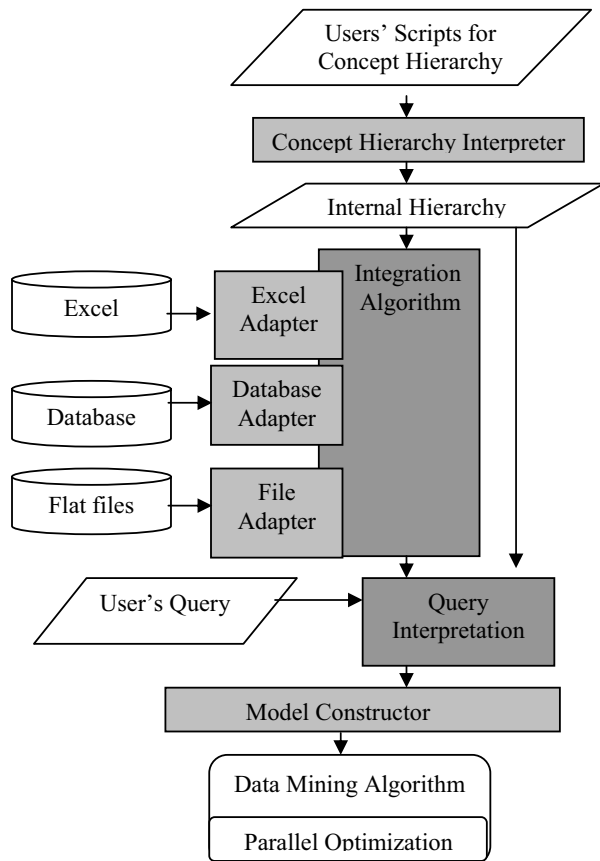 Users’ Scripts for
Concept Hierarchy
Concept Hierarchy Interpreter
Internal Hierarchy
Integration
Algorithm
Excel
Excel
Adapter
Database
Database
Adapter
Flat files
File
Adapter
User’s Query
Query
Interpretation
Model Constructor
Data Mining Algorithm
Parallel Optimization